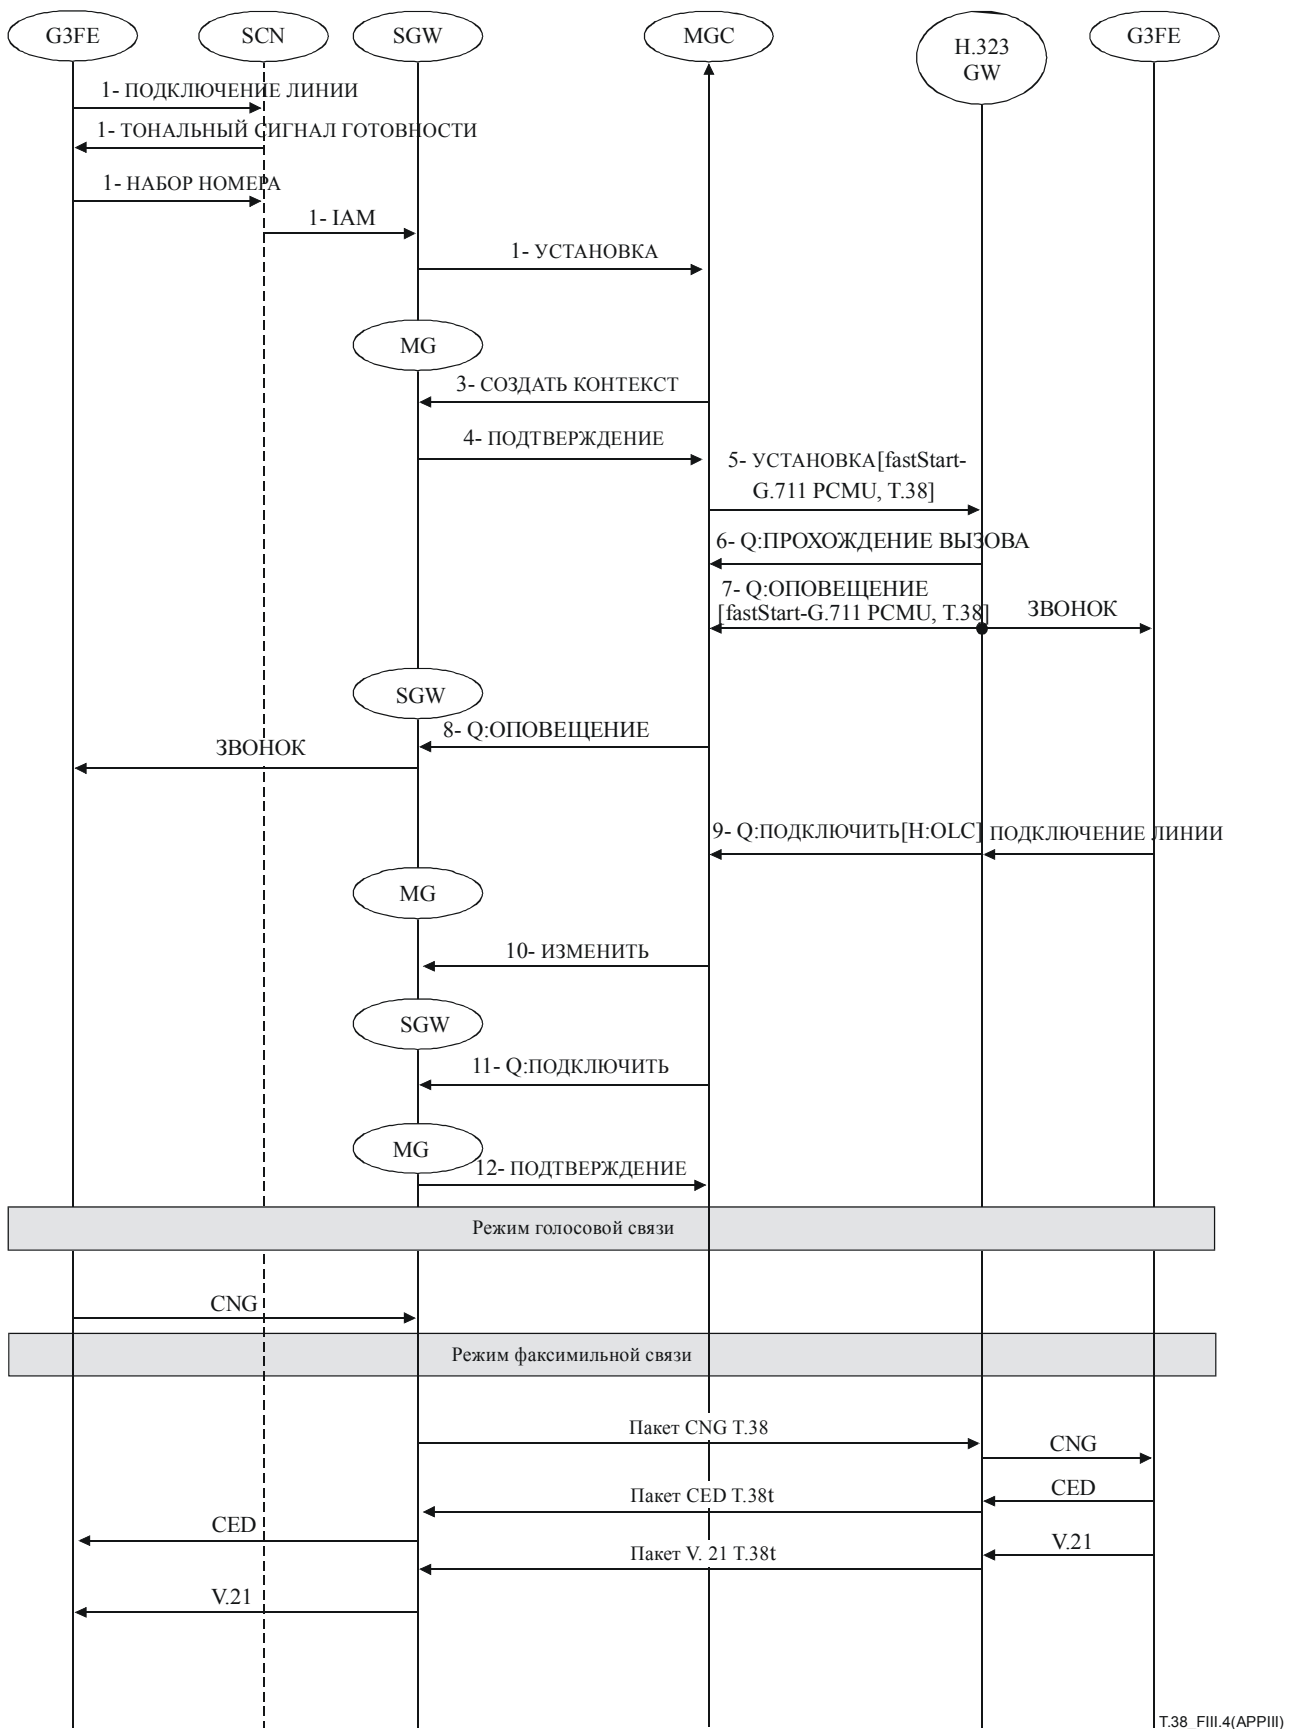 G3FE
SCN
SGW
MGC
H.323
GW
G3FE
1- ПОДКЛЮЧЕНИЕ ЛИНИИ
1- ТОНАЛЬНЫЙ СИГНАЛ ГОТОВНОСТИ
1- НАБОР НОМЕРА
1- IAM
1- УСТАНОВКА
MG
3- СОЗДАТЬ КОНТЕКСТ
4- ПОДТВЕРЖДЕНИЕ
5- УСТАНОВКА[fastStart-
G.711 PCMU, T.38]
6- Q:ПРОХОЖДЕНИЕ ВЫЗОВА
7- Q:ОПОВЕЩЕНИЕ
[fastStart-G.711 PCMU, T.38]
ЗВОНОК
SGW
8- Q:ОПОВЕЩЕНИЕ
ЗВОНОК
9- Q:ПОДКЛЮЧИТЬ[H:OLC]
ПОДКЛЮЧЕНИЕ ЛИНИИ
MG
10- ИЗМЕНИТЬ
SGW
11- Q:ПОДКЛЮЧИТЬ
MG
12- ПОДТВЕРЖДЕНИЕ
Режим голосовой связи
CNG
Режим факсимильной связи
Пакет CNG T.38
CNG
CED
Пакет CED T.38t
CED
V.21
Пакет V. 21 T.38t
V.21
T.38_FIII.4(APPIII)